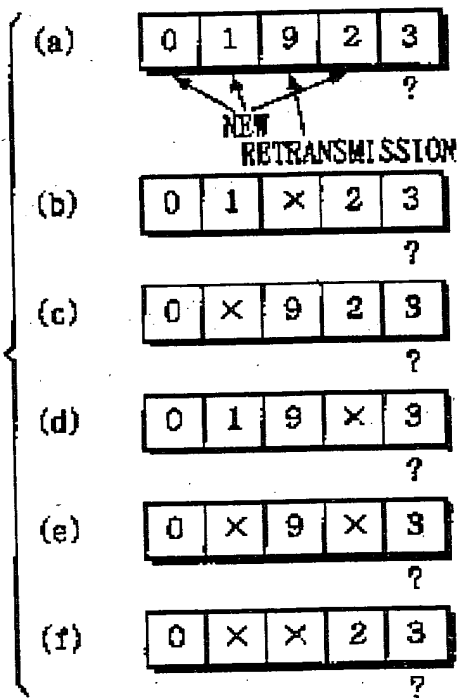 (a) 0 1 9 2 3
?
NEW
RETRANSMISSION
(b) 0 1 × 2 3
?
(c) 0 × 9 2 3
?
(d) 0 1 9 × 3
?
(e) 0 × 9 × 3
?
(f) 0 × × 2 3
?